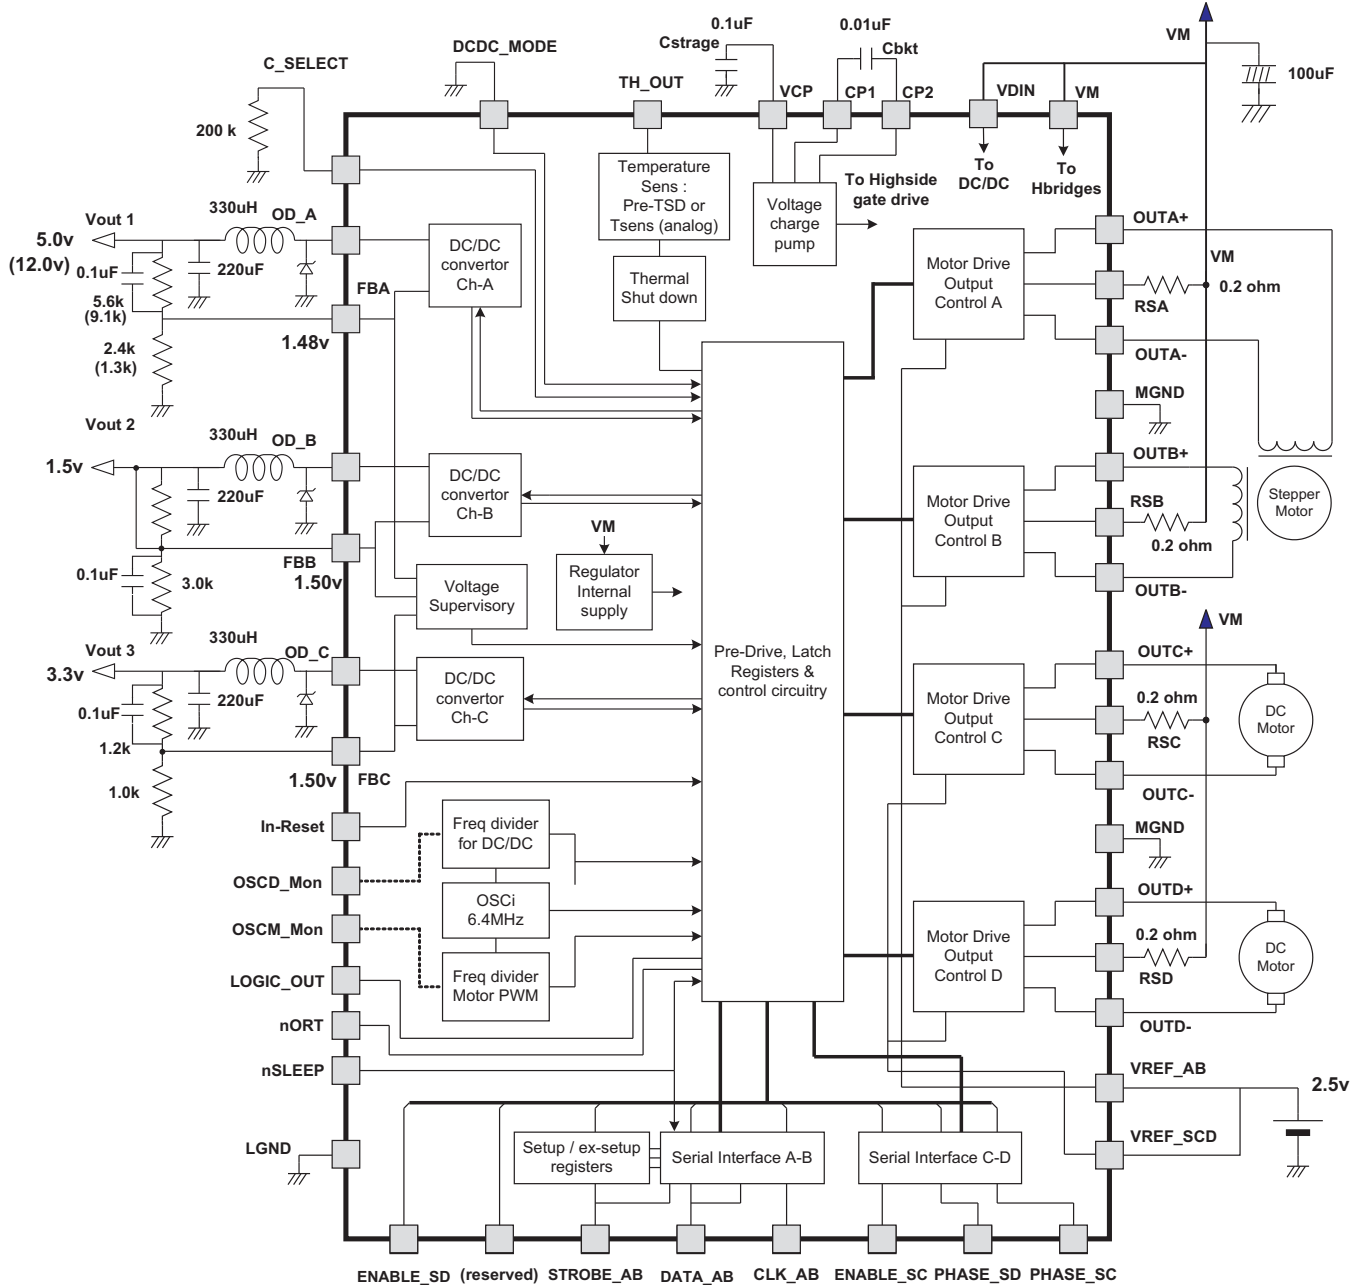 0.1uF
Cstrage
0.01uF
Cbkt
VM
100uF
DCDC_MODE
C_SELECT
200 k
TH_OUT
VCP
CP1
CP2
VDIN
VM
To
DC/DC
To
Hbridges
Temperature
Sens :
Pre-TSD or
Tsens (analog)
Thermal
Shut down
Voltage
charge
pump
To Highside
gate drive
Vout 1
5.0v
(12.0v)
330uH
OD_A
0.1uF
220uF
5.6k
(9.1k)
FBA
2.4k
(1.3k)
1.48v
DC/DC
convertor
Ch-A
Motor Drive
Output
Control A
OUTA+
VM
0.2 ohm
RSA
OUTA-
MGND
Vout 2
330uH
OD_B
1.5v
220uF
DC/DC
convertor
Ch-B
FBB
1.50v
0.1uF
3.0k
Voltage
Supervisory
VM
Regulator
Internal
supply
Motor Drive
Output
Control B
OUTB+
RSB
0.2 ohm
OUTB-
Stepper
Motor
Vout 3
330uH
OD_C
3.3v
0.1uF
220uF
1.2k
1.0k
1.50v
FBC
DC/DC
convertor
Ch-C
Pre-Drive, Latch
Registers &
control circuitry
Motor Drive
Output
Control C
VM
OUTC+
0.2 ohm
RSC
OUTC-
DC
Motor
MGND
In-Reset
OSCD_Mon
OSCM_Mon
LOGIC_OUT
nORT
nSLEEP
LGND
Freq divider
for DC/DC
OSCi
6.4MHz
Freq divider
Motor PWM
Motor Drive
Output
Control D
OUTD+
0.2 ohm
RSD
OUTD-
DC
Motor
VREF_AB
2.5v
VREF_SCD
Setup / ex-setup
registers
Serial Interface A-B
Serial Interface C-D
ENABLE_SD
(reserved)
STROBE_AB
DATA_AB
CLK_AB
ENABLE_SC
PHASE_SD
PHASE_SC